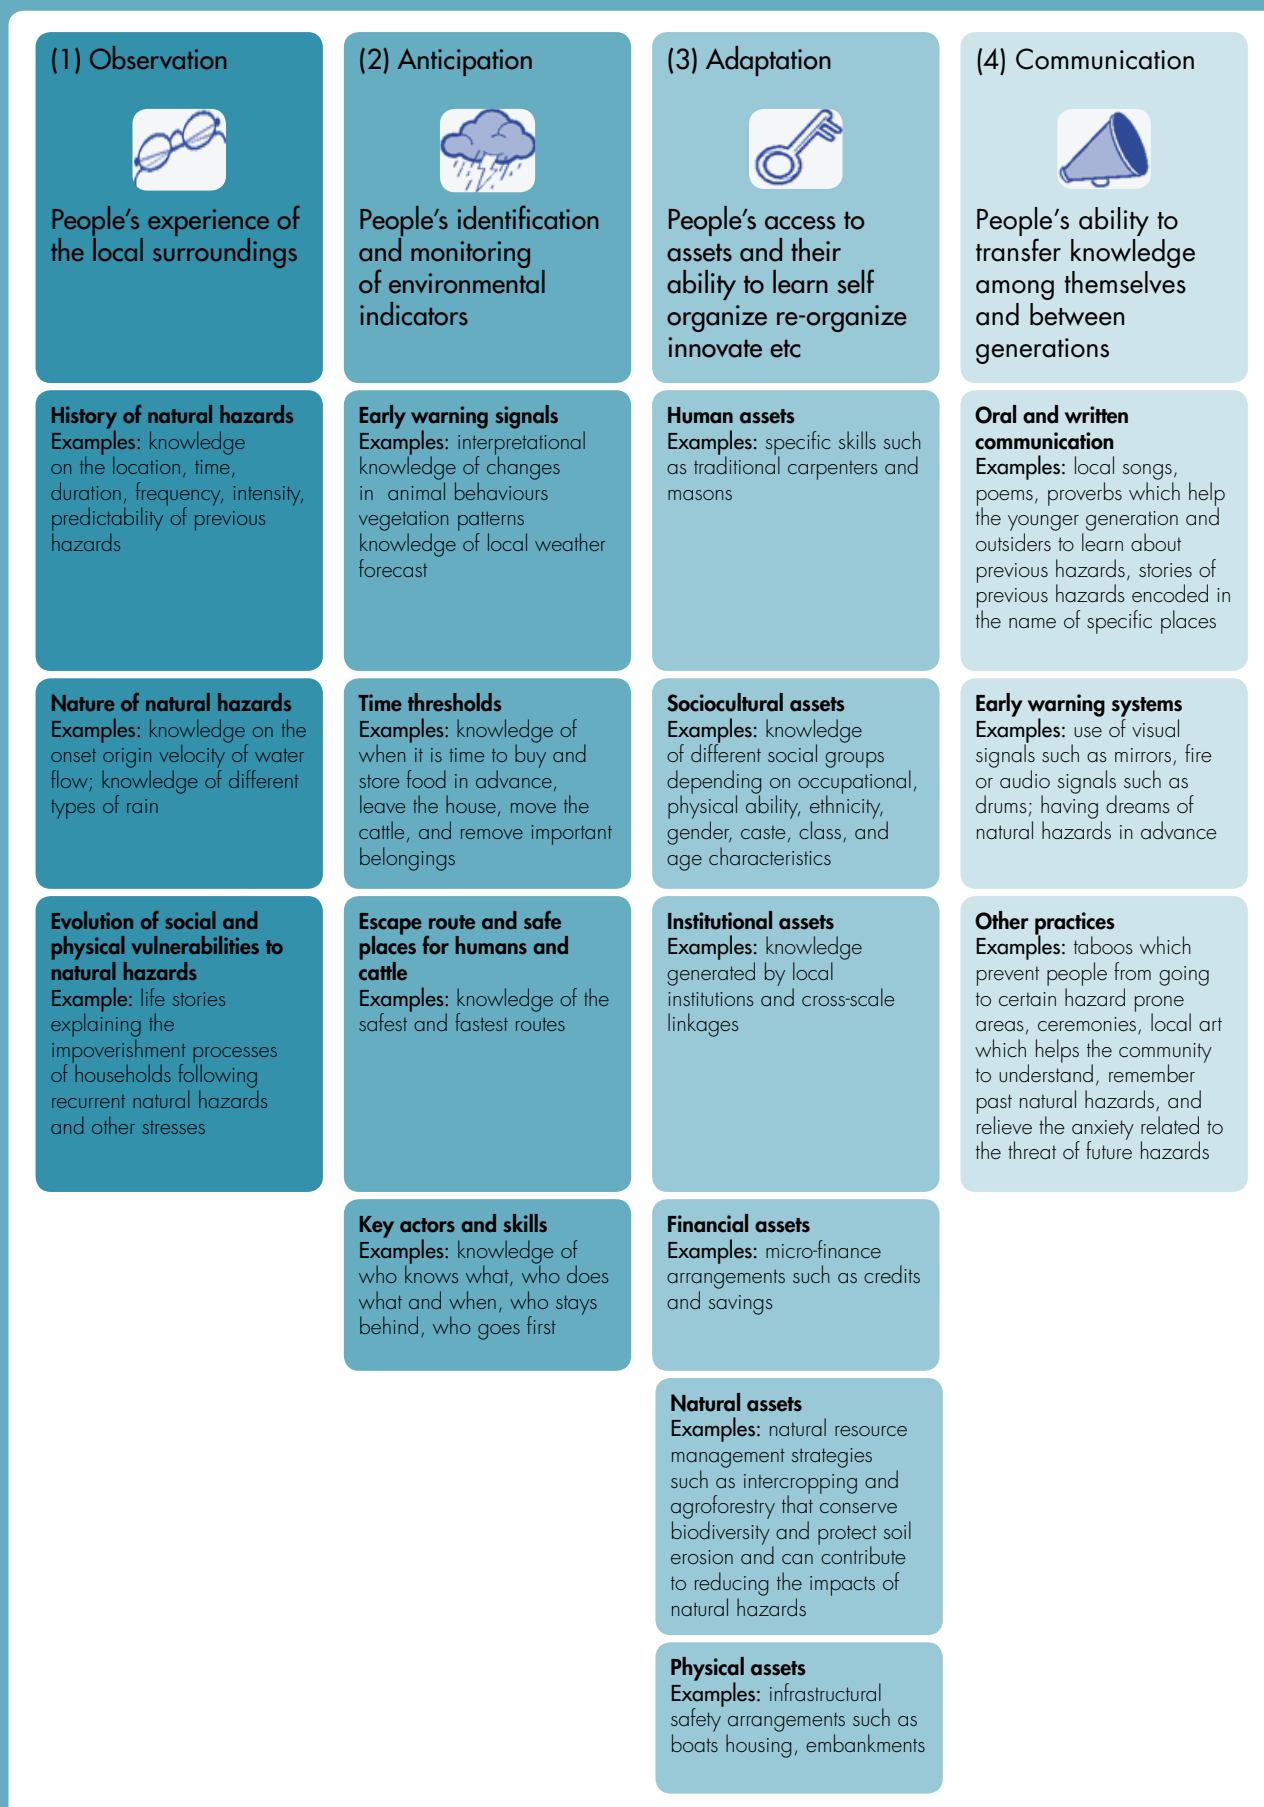 (1) Observation
People's experience of
the local surroundings
History of natural hazards
Examples: knowledge
on the location, time,
duration, frequency, intensity,
predictability of previous
hazards
Nature of natural hazards
Examples: knowledge on the
onset origin velocity of water
flow; knowledge of different
types of rain
Evolution of social and
physical vulnerabilities to
natural hazards
Example: life stories
explaining the
impoverishment processes
of households following
recurrent natural hazards
and other stresses
(2) Anticipation
People's identification
and monitoring
of environmental
indicators
Early warning signals
Examples: interpretational
knowledge of changes
in animal behaviours
vegetation patterns
knowledge of local weather
forecast
Time thresholds
Examples: knowledge of
when it is time to buy and
store food in advance,
leave the house, move the
cattle, and remove important
belongings
Escape route and safe
places for humans and
cattle
Examples: knowledge of the
safest and fastest routes
Key actors and skills
Examples: knowledge of
who knows what, who does
what and when, who stays
behind, who goes first
(3) Adaptation
People's access to
assets and their
ability to learn self
organize re-organize
innovate etc
Human assets
Examples: specific skills such
as traditional carpenters and
masons
Sociocultural assets
Examples: knowledge
of different social groups
depending on occupational,
physical ability, ethnicity,
gender, caste, class, and
age characteristics
Institutional assets
Examples: knowledge
generated by local
institutions and cross-scale
linkages
Financial assets
Examples: micro-finance
arrangements such as credits
and savings
Natural assets
Examples: natural resource
management strategies
such as intercropping and
agroforestry that conserve
biodiversity and protect soil
erosion and can contribute
to reducing the impacts of
natural hazards
Physical assets
Examples: infrastructural
safety arrangements such as
boats housing, embankments
(4) Communication
People's ability to
transfer knowledge
among themselves
and between
generations
Oral and written
communication
Examples: local songs,
poems, proverbs which help
the younger generation and
outsiders to learn about
previous hazards, stories of
previous hazards encoded in
the name of specific places
Early warning systems
Examples: use of visual
signals such as mirrors, fire
or audio signals such as
drums; having dreams of
natural hazards in advance
Other practices
Examples: taboos which
prevent people from going
to certain hazard prone
areas, ceremonies, local art
which helps the community
to understand, remember
past natural hazards, and
relieve the anxiety related to
the threat of future hazards